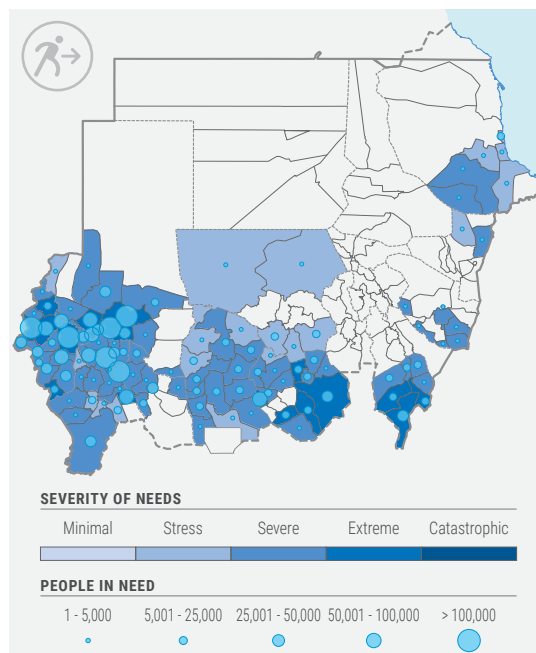 SEVERITY OF NEEDS
Minimal Stress Severe Extreme Catastrophic
PEOPLE IN NEED
1 - 5,000 5,001 - 25,000 25,001 - 50,000 50,001 - 100,000 > 100,000